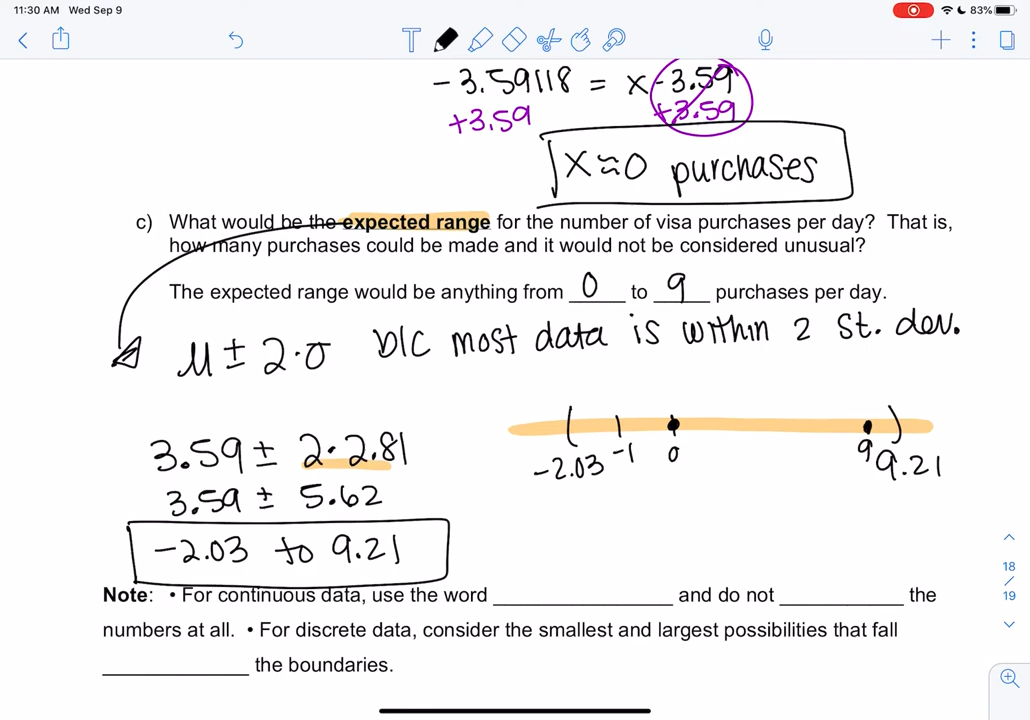 11:30 AM Wed Sep 9
83%
T
-3.59118 = x -3.59
+3.59 +3.59
x ≈ 0 purchases
c) What would be the expected range for the number of visa purchases per day? That is,
how many purchases could be made and it would not be considered unusual?
The expected range would be anything from 0 to 9 purchases per day.
μ ± 2·σ b/c most data is within 2 st. dev.
3.59 ± 2·2.81
3.59 ± 5.62
-2.03 to 9.21
-2.03 -1 0 9 9.21
Note: • For continuous data, use the word ________________ and do not ___________ the
numbers at all. • For discrete data, consider the smallest and largest possibilities that fall
_____________ the boundaries.
18
/
19